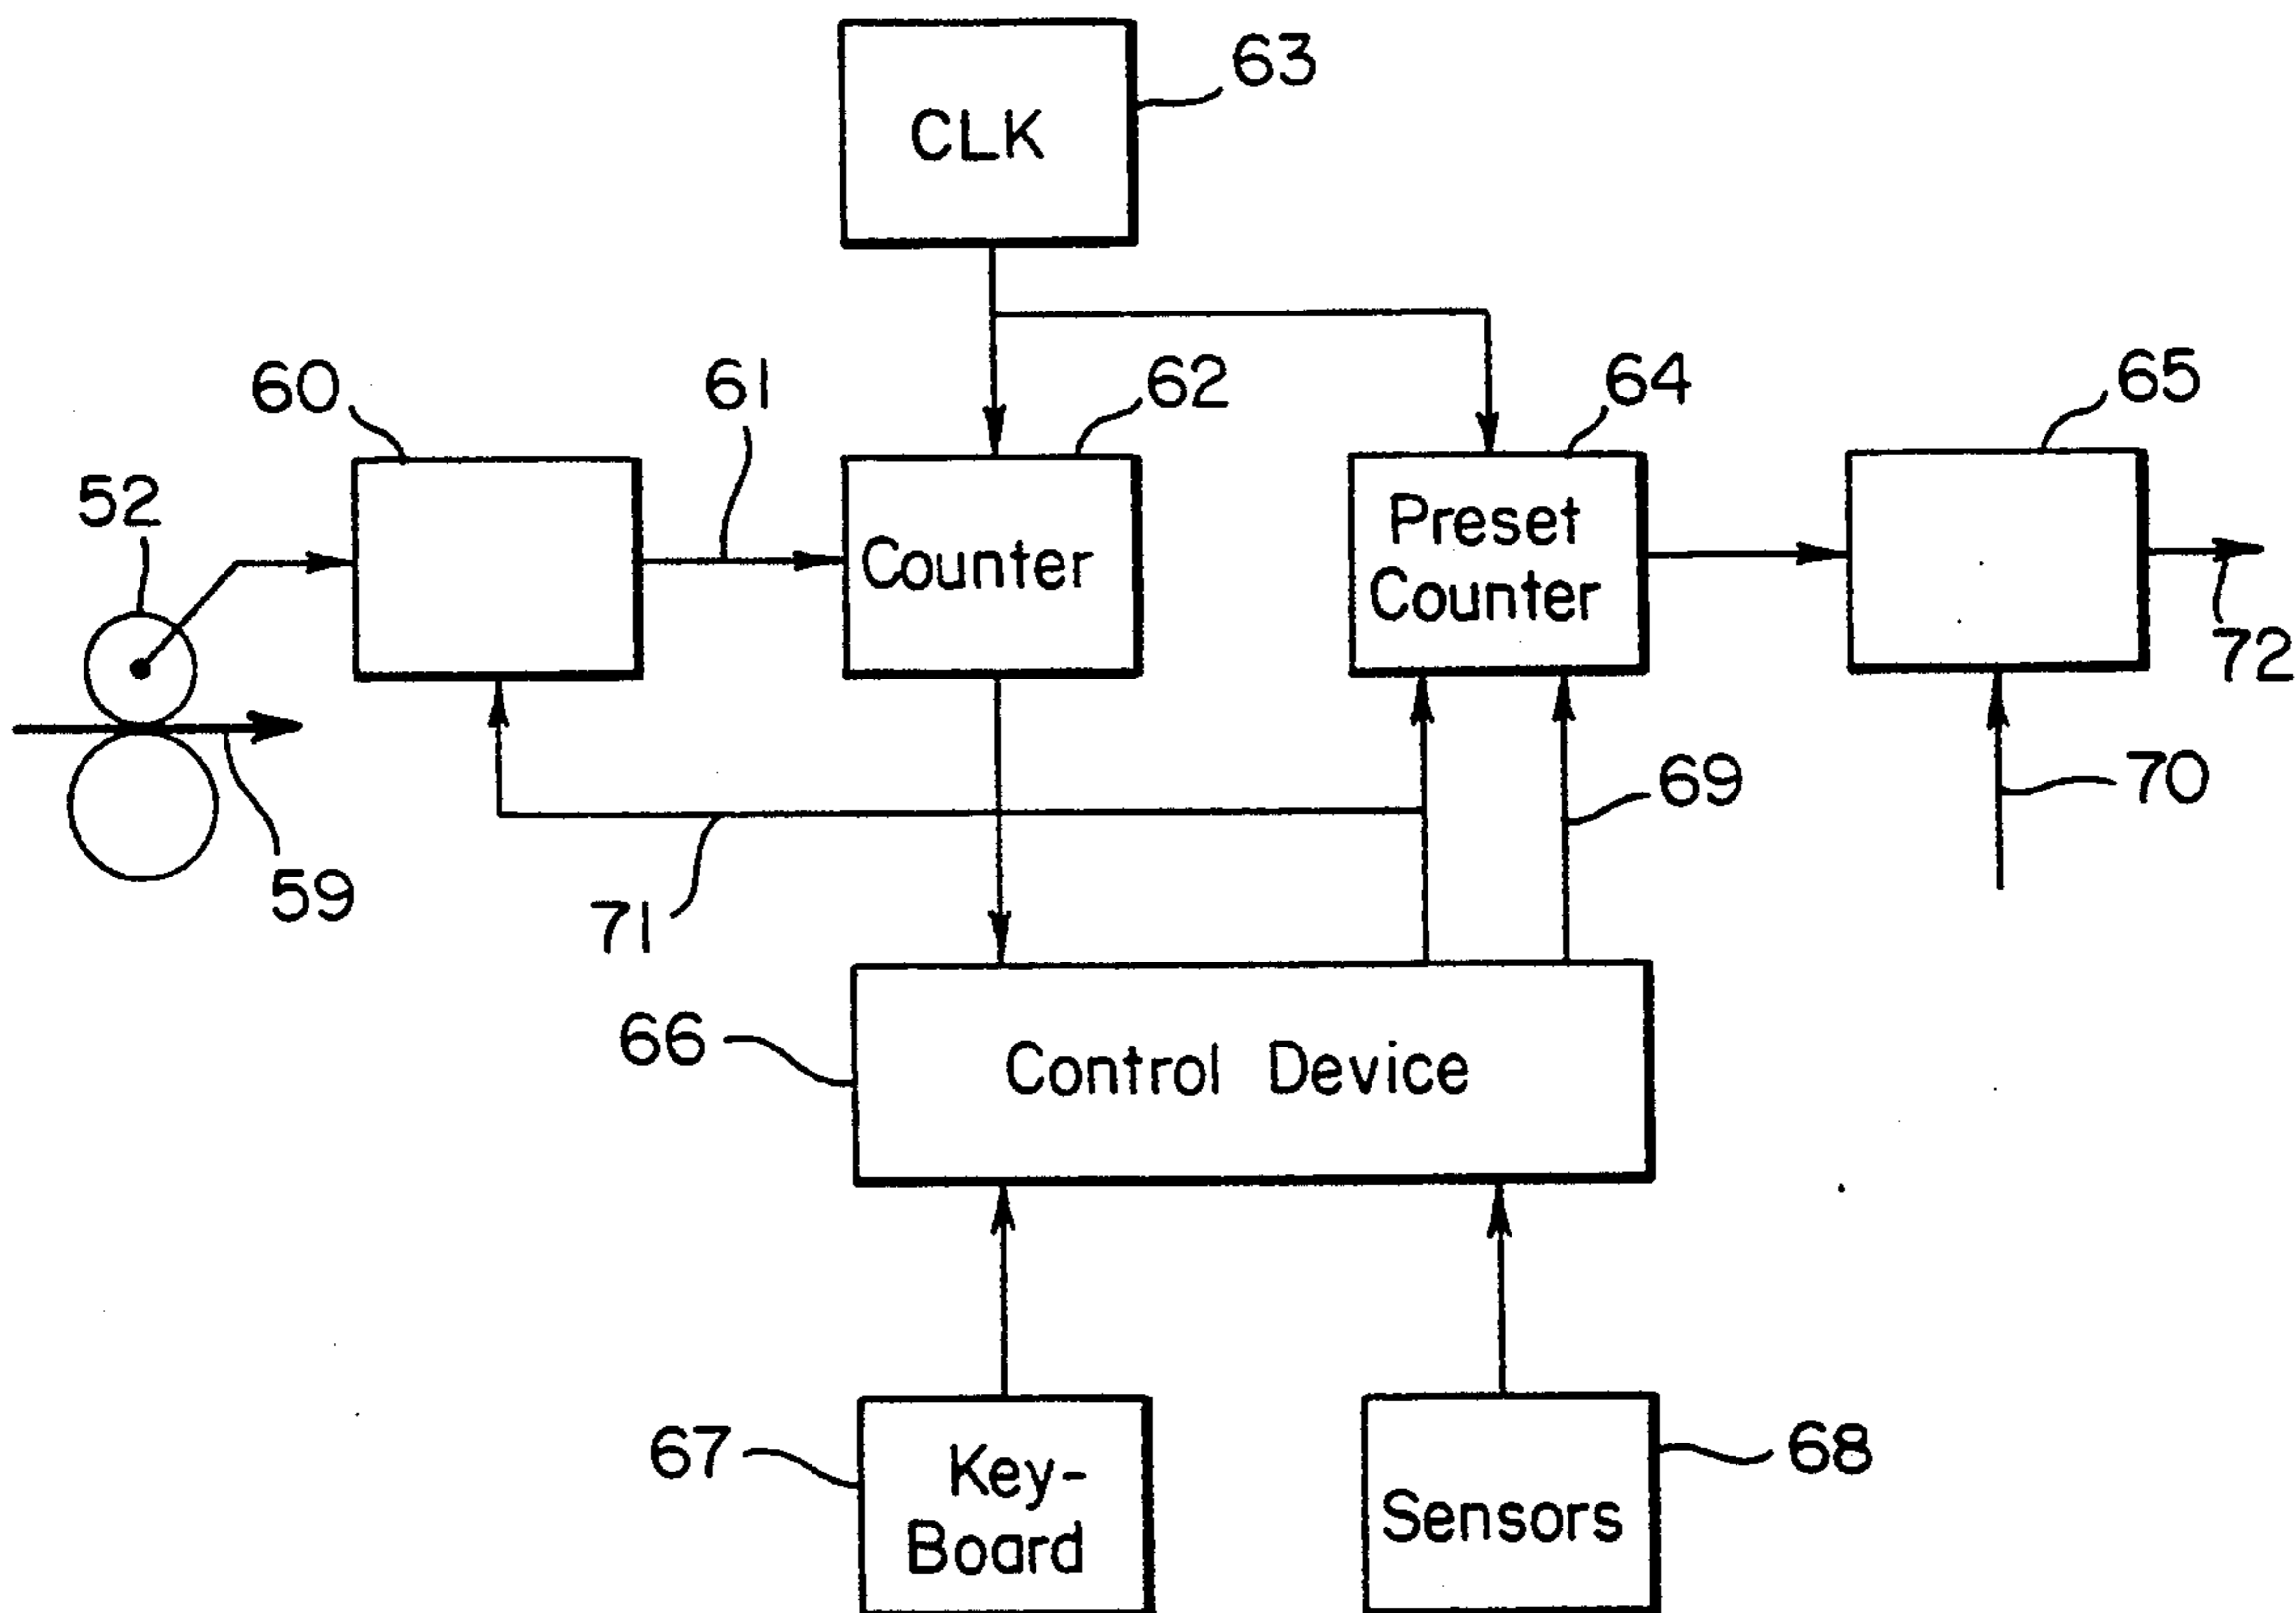 63
CLK
60
61
62
64
65
52
Counter
Preset
Counter
72
59
71
69
70
66
Control Device
67
Key-
Board
68
Sensors